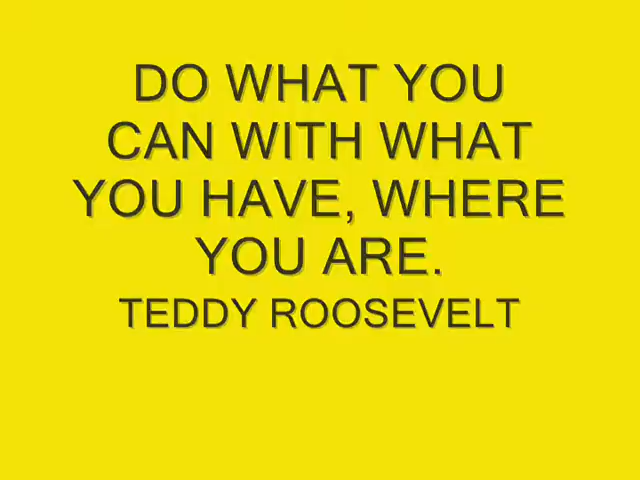 DO WHAT YOU
CAN WITH WHAT
YOU HAVE, WHERE
YOU ARE.
TEDDY ROOSEVELT